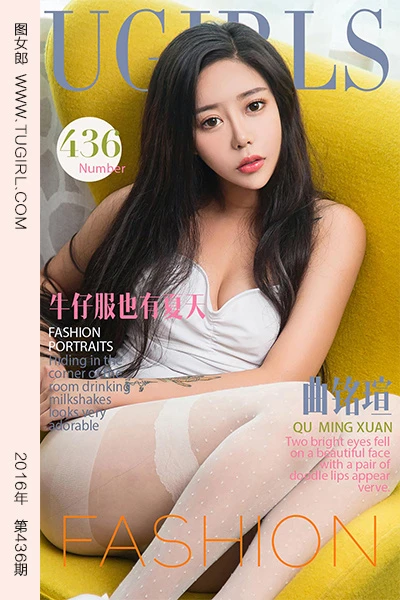 图女郎 WWW.TUGIRL.COM
2016年 第436期
UGIRLS
436
Number
牛仔服也有夏天
FASHION
PORTRAITS
Hiding in the
corner of the
room drinking
milkshakes
looks very
adorable
曲铭瑄
QU MING XUAN
Two bright eyes fell
on a beautiful face
with a pair of
doodle lips appear
verve.
FASHION